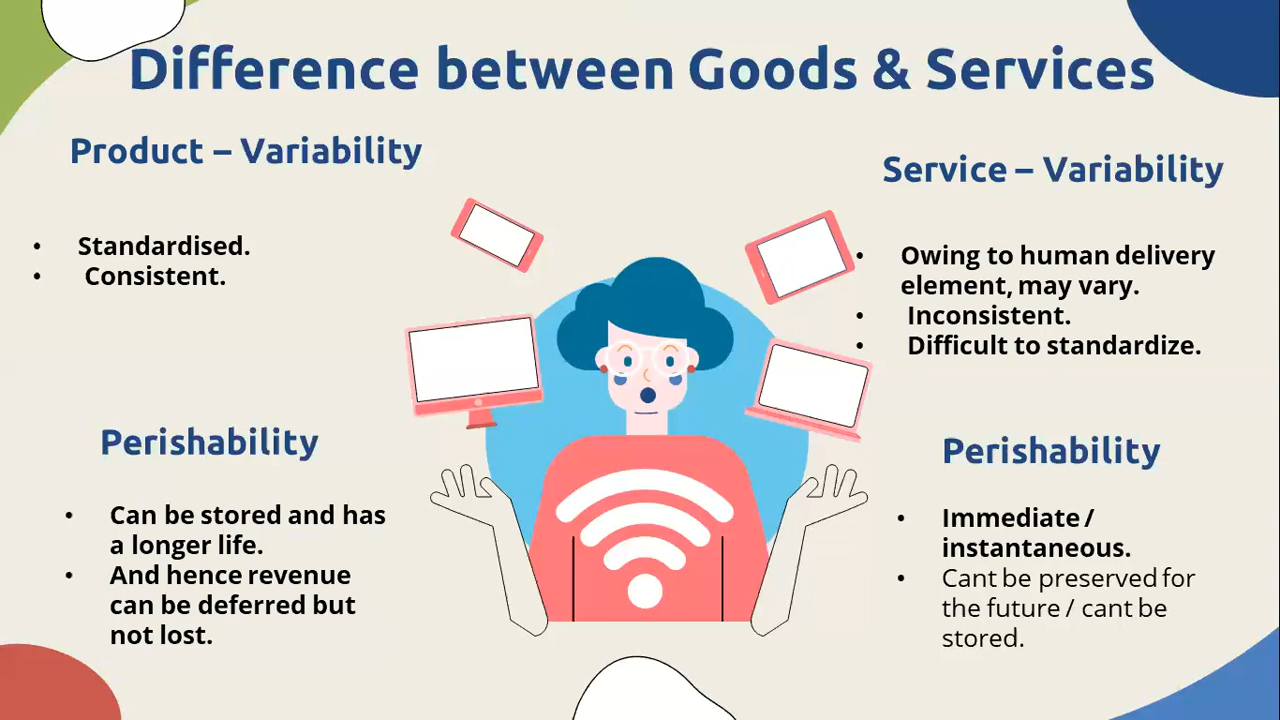 Difference between Goods & Services
Product – Variability
• Standardised.
• Consistent.
Perishability
• Can be stored and has
a longer life.
• And hence revenue
can be deferred but
not lost.
Service – Variability
• Owing to human delivery
element, may vary.
• Inconsistent.
• Difficult to standardize.
Perishability
• Immediate /
instantaneous.
• Cant be preserved for
the future / cant be
stored.